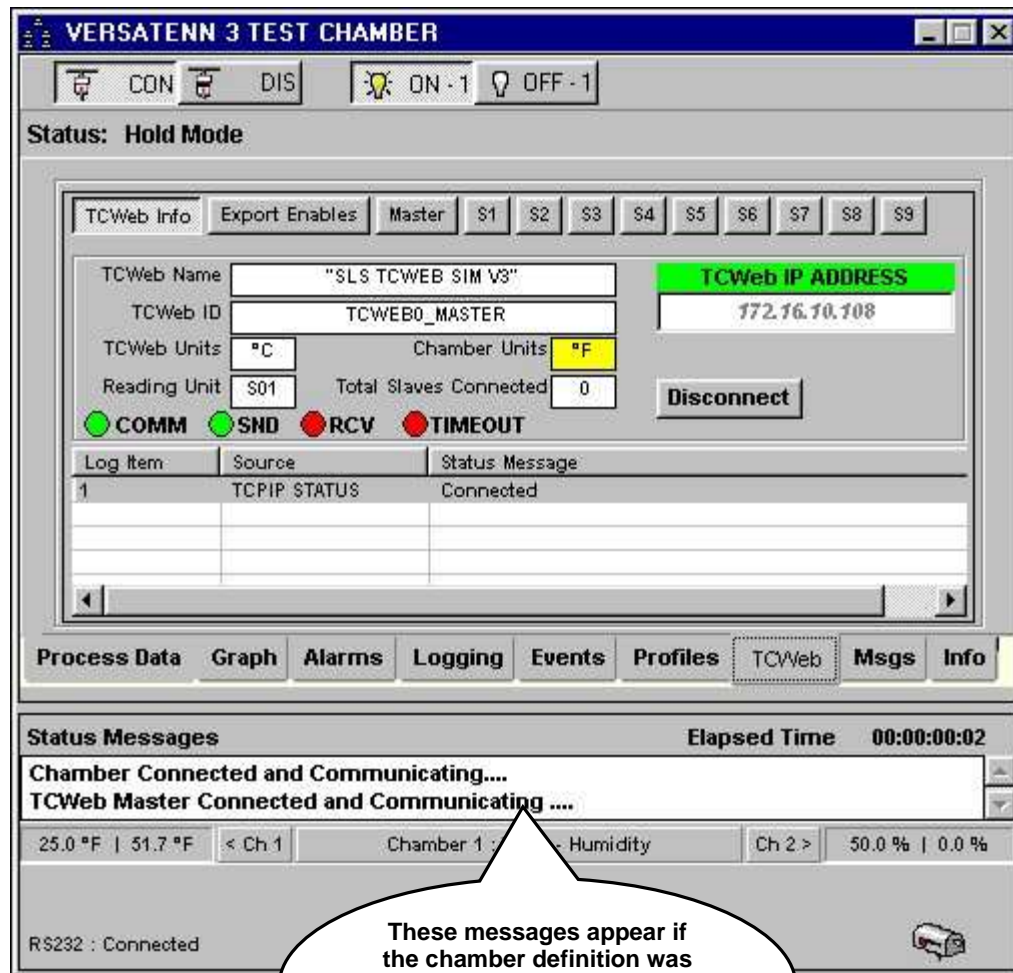 VERSATENN 3 TEST CHAMBER
CON DIS ON - 1 OFF - 1
Status: Hold Mode
TCWeb Info Export Enables Master S1 S2 S3 S4 S5 S6 S7 S8 S9
TCWeb Name "SLS TCWEB SIM V3" TCWeb IP ADDRESS
TCWeb ID TCWEB0_MASTER 172.16.10.108
TCWeb Units °C Chamber Units °F
Reading Unit S01 Total Slaves Connected 0 Disconnect
COMM SND RCV TIMEOUT
Log Item Source Status Message
1 TCPIP STATUS Connected
Process Data Graph Alarms Logging Events Profiles TCWeb Msgs Info
Status Messages Elapsed Time 00:00:00:02
Chamber Connected and Communicating....
TCWeb Master Connected and Communicating ....
25.0 °F | 51.7 °F < Ch 1 Chamber 1 : - Humidity Ch 2 > 50.0 % | 0.0 %
These messages appear if
the chamber definition was
RS232 : Connected